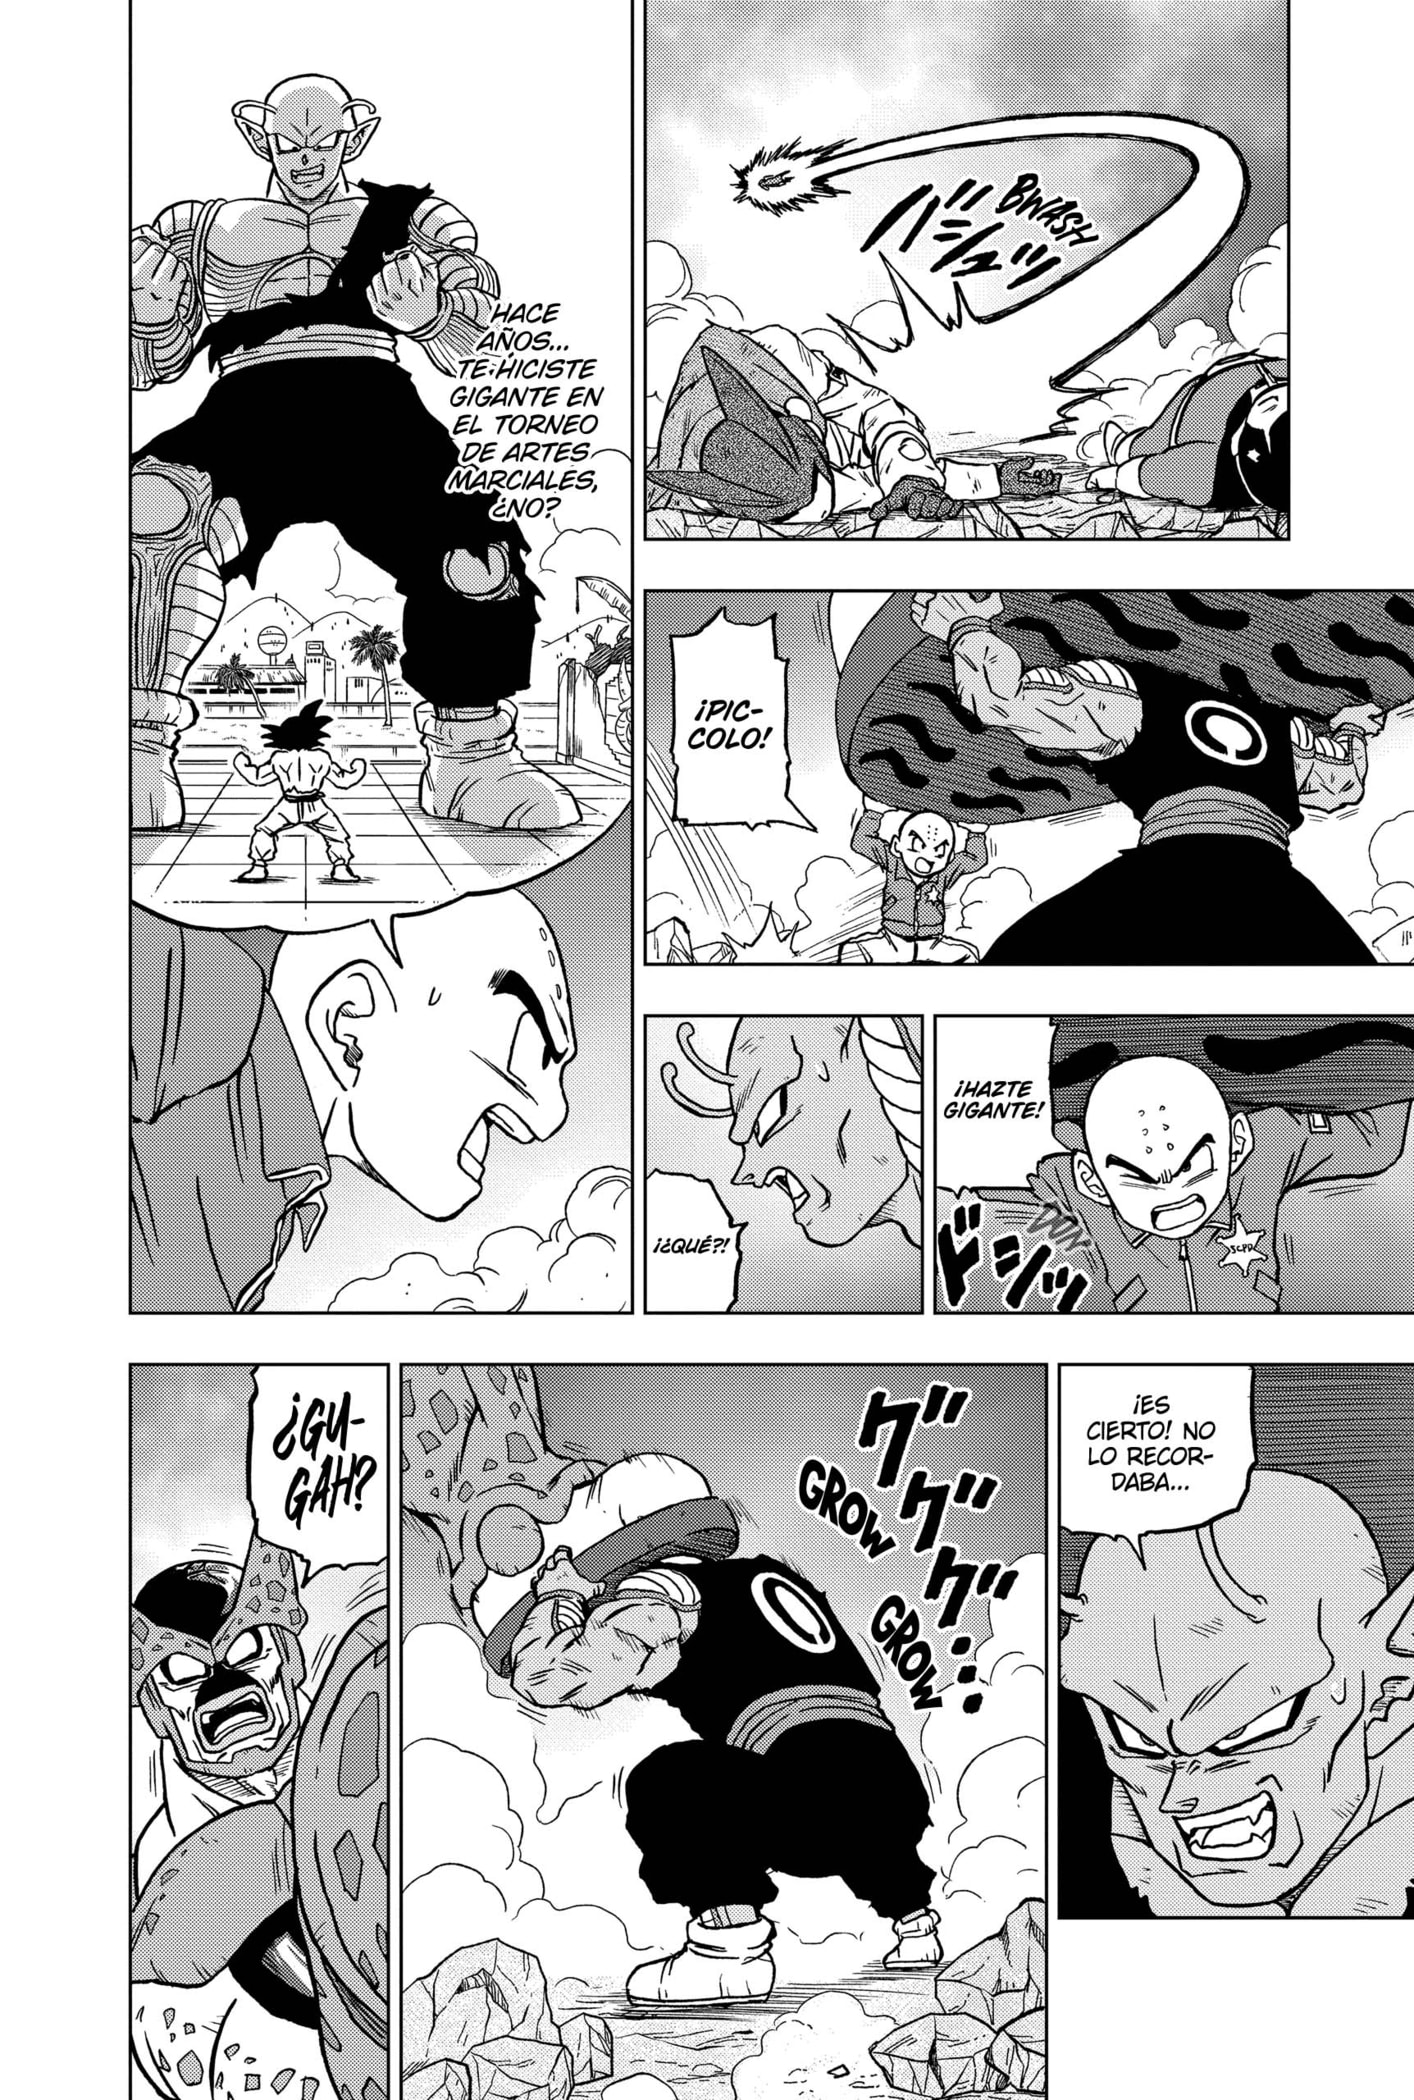 バシュッ
BWASH
¡PIC-
COLO!
¡HAZTE
GIGANTE!
ドシッ
DON
SCPD
¡¿QUÉ?!
HACE
AÑOS...
TE HICISTE
GIGANTE EN
EL TORNEO
DE ARTES
MARCIALES,
¿NO?
¡ES
CIERTO! NO
LO RECOR-
DABA...
ググググ...
GROW
GROW
¿GU-
GAH?